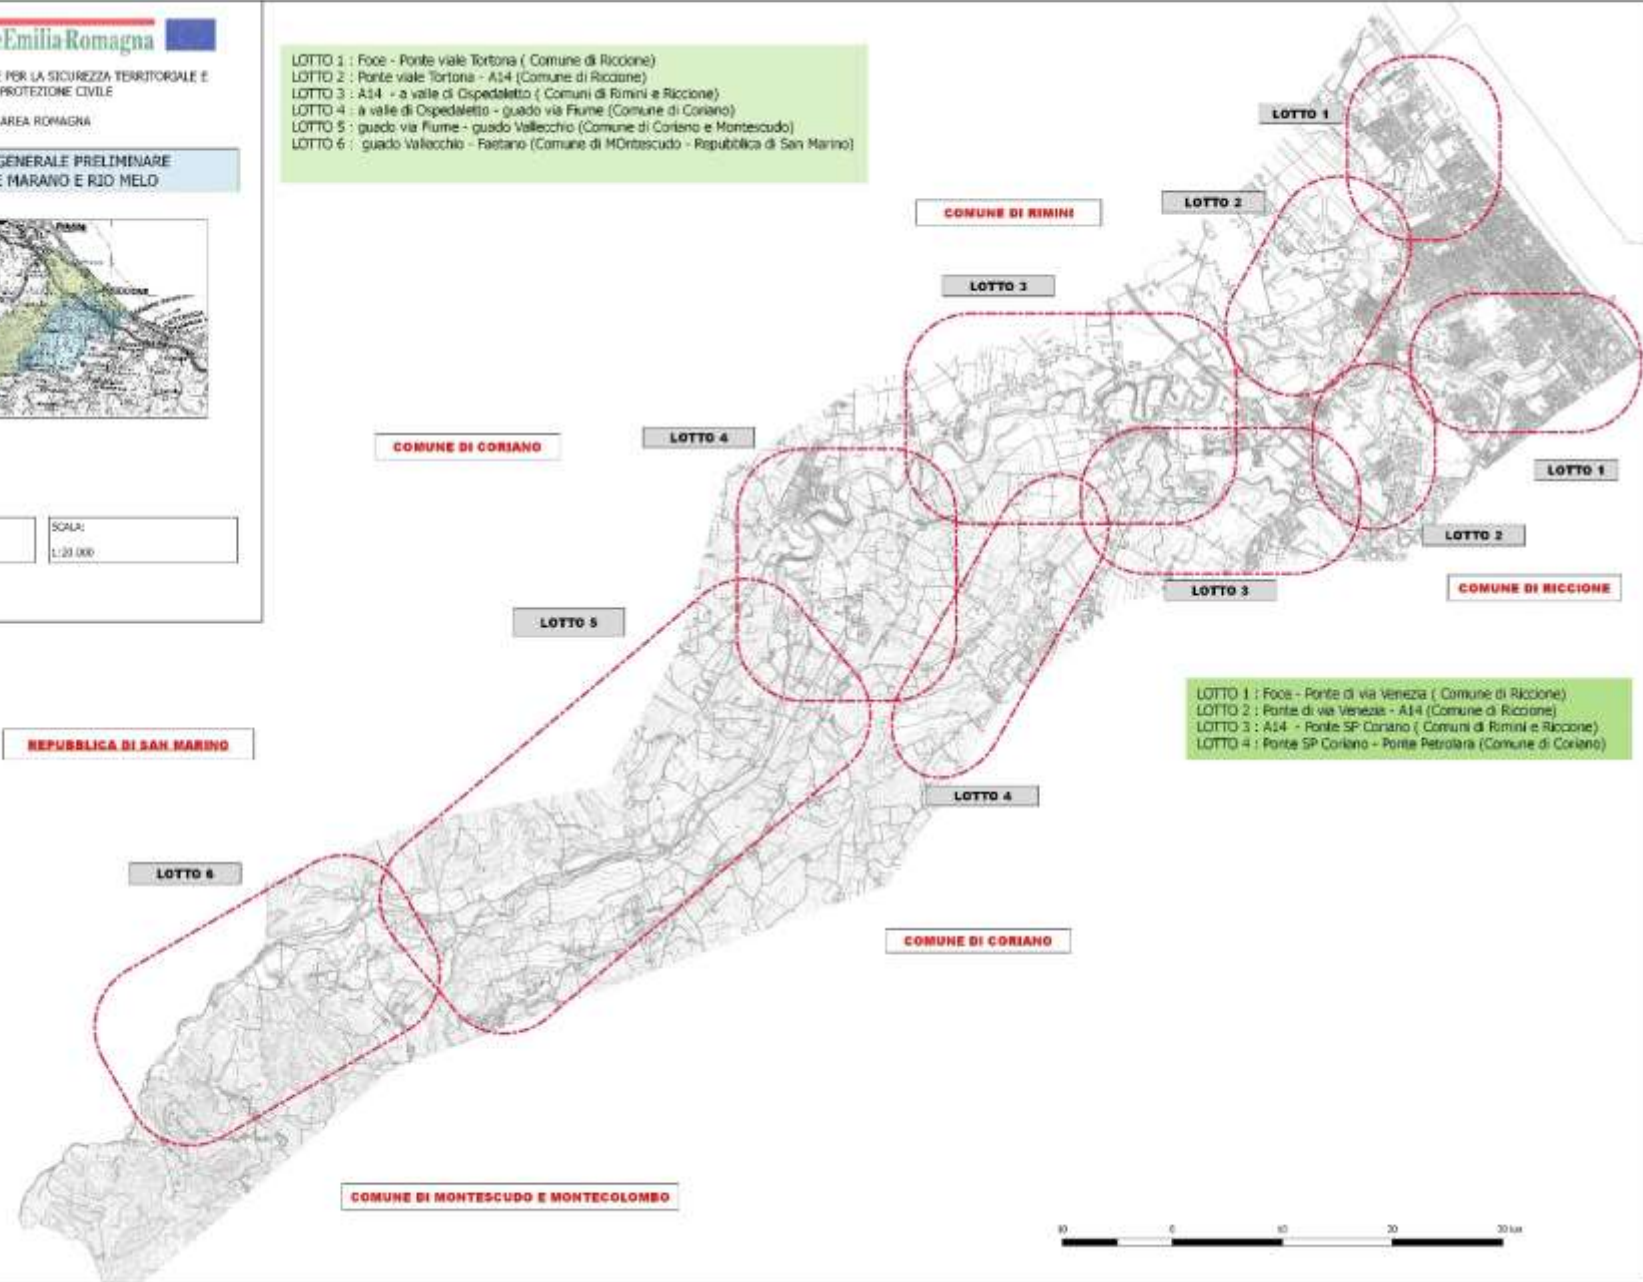 Emilia-Romagna
PER LA SICUREZZA TERRITORIALE E
PROTEZIONE CIVILE
AREA ROMAGNA
GENERALE PRELIMINARE
E MARANO E RIO MELO
SCALA:
1:20.000
LOTTO 1 : Foce - Ponte viale Tortona ( Comune di Riccione)
LOTTO 2 : Ponte viale Tortona - A14 (Comune di Riccione)
LOTTO 3 : A14 - a valle di Ospedaletto ( Comuni di Rimini e Riccione)
LOTTO 4 : a valle di Ospedaletto - guado via Fiume (Comune di Coriano)
LOTTO 5 : guado via Fiume - guado Vallecchio (Comune di Coriano e Montescudo)
LOTTO 6 : guado Vallecchio - Faetano (Comune di MOntescudo - Repubblica di San Marino)
LOTTO 1
LOTTO 2
COMUNE DI RIMINI
LOTTO 3
LOTTO 4
COMUNE DI CORIANO
LOTTO 1
LOTTO 2
LOTTO 3
COMUNE DI RICCIONE
LOTTO 5
LOTTO 1 : Foce - Ponte di via Venezia ( Comune di Riccione)
LOTTO 2 : Ponte di via Venezia - A14 (Comune di Riccione)
LOTTO 3 : A14 - Ponte SP Coriano ( Comuni di Rimini e Riccione)
LOTTO 4 : Ponte SP Coriano - Ponte Petrolara (Comune di Coriano)
REPUBBLICA DI SAN MARINO
LOTTO 4
LOTTO 6
COMUNE DI CORIANO
COMUNE DI MONTESCUDO E MONTECOLOMBO
10 0 10 20 30 km